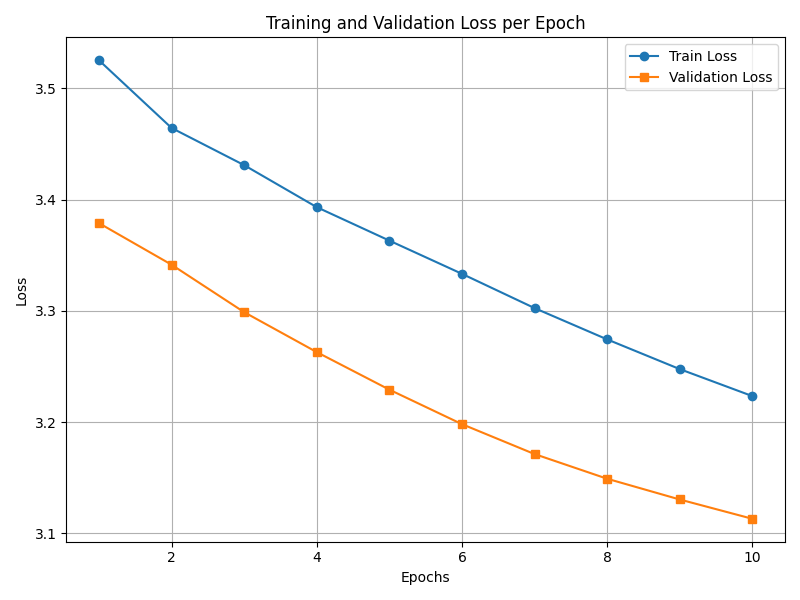 Training and Validation Loss per Epoch
Train Loss
Validation Loss
3.5
3.4
3.3
3.2
3.1
Loss
2 4 6 8 10
Epochs